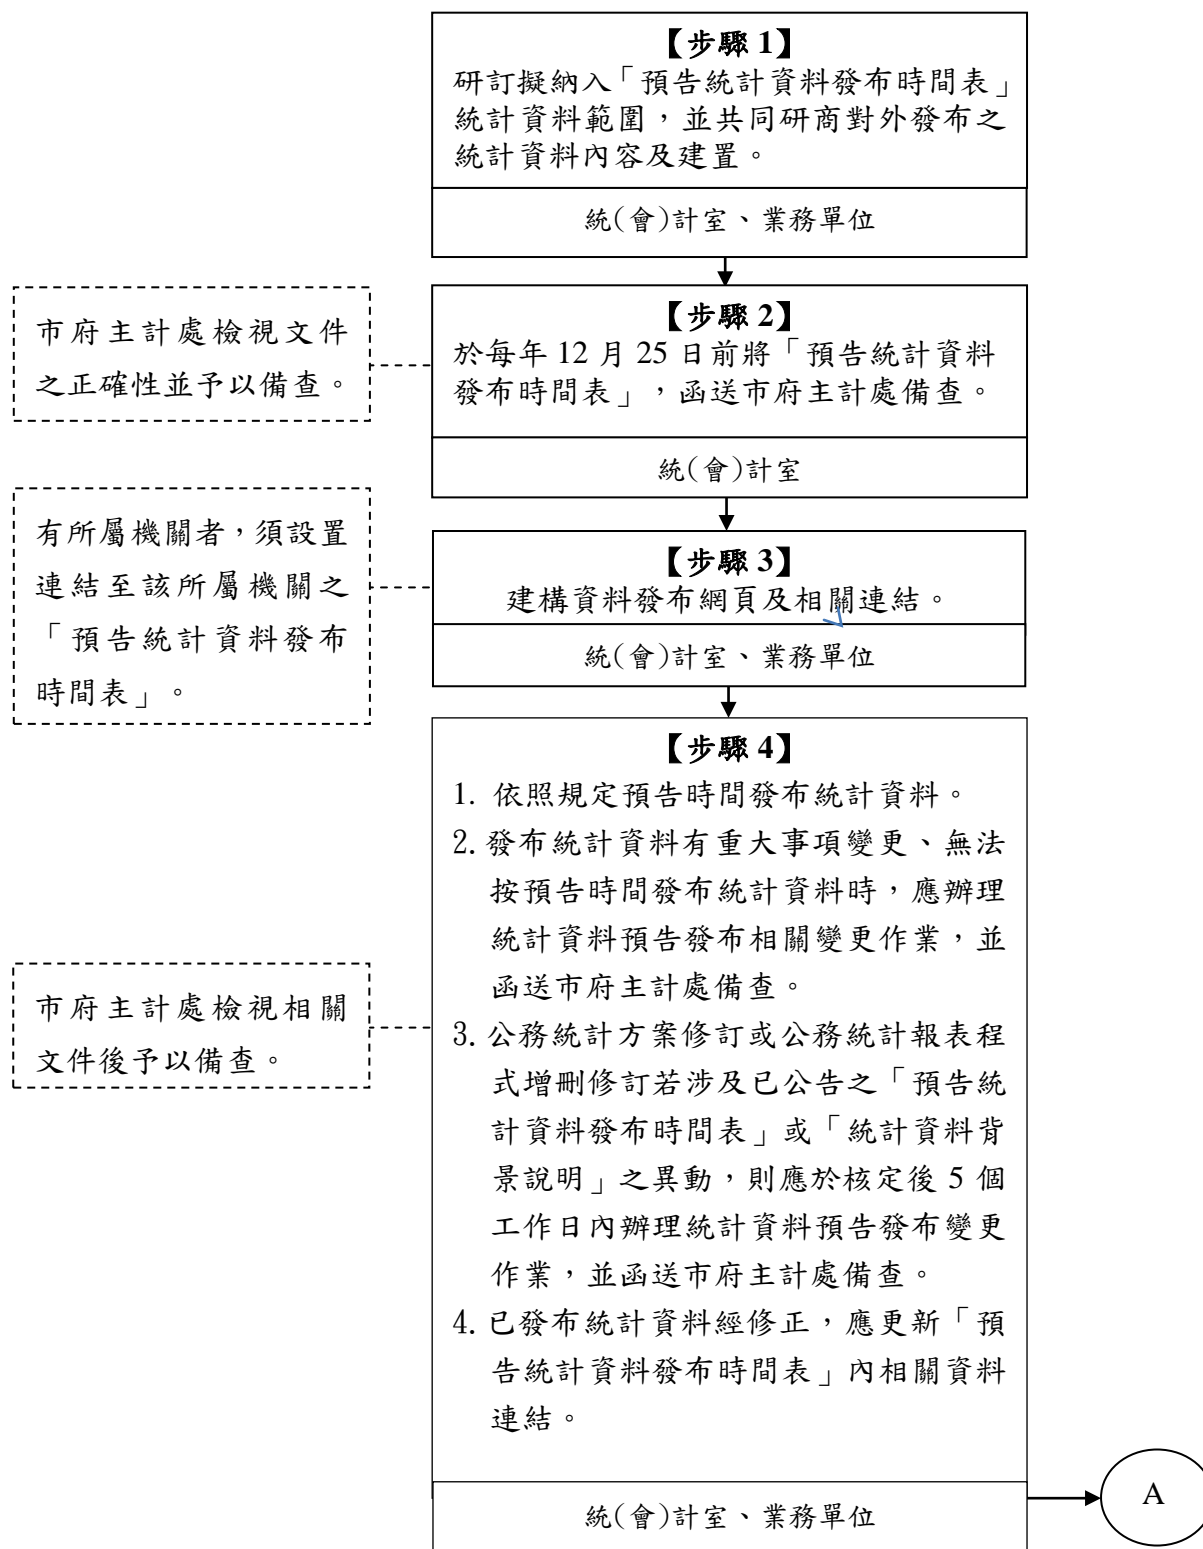 【步驟 1】
研訂擬納入「預告統計資料發布時間表」
統計資料範圍，並共同研商對外發布之
統計資料內容及建置。
統(會)計室、業務單位
市府主計處檢視文件
之正確性並予以備查。
【步驟 2】
於每年 12 月 25 日前將「預告統計資料
發布時間表」，函送市府主計處備查。
統(會)計室
有所屬機關者，須設置
連結至該所屬機關之
「預告統計資料發布
時間表」。
【步驟 3】
建構資料發布網頁及相關連結。
統(會)計室、業務單位
【步驟 4】
1. 依照規定預告時間發布統計資料。
2. 發布統計資料有重大事項變更、無法
按預告時間發布統計資料時，應辦理
統計資料預告發布相關變更作業，並
函送市府主計處備查。
3. 公務統計方案修訂或公務統計報表程
式增刪修訂若涉及已公告之「預告統
計資料發布時間表」或「統計資料背
景說明」之異動，則應於核定後 5 個
工作日內辦理統計資料預告發布變更
作業，並函送市府主計處備查。
4. 已發布統計資料經修正，應更新「預
告統計資料發布時間表」內相關資料
連結。
市府主計處檢視相關
文件後予以備查。
統(會)計室、業務單位
A